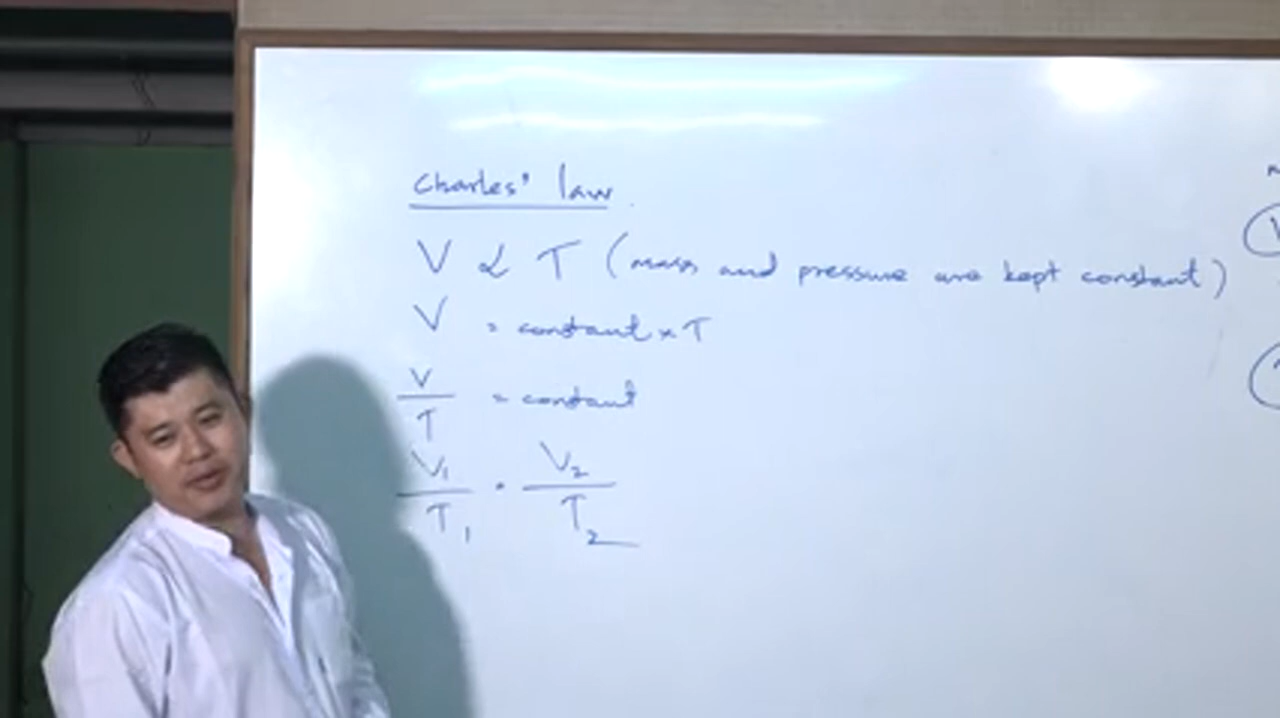 Charles' law
V ∝ T (mass and pressure are kept constant)
V = constant × T
V/T = constant
V₁/T₁ = V₂/T₂